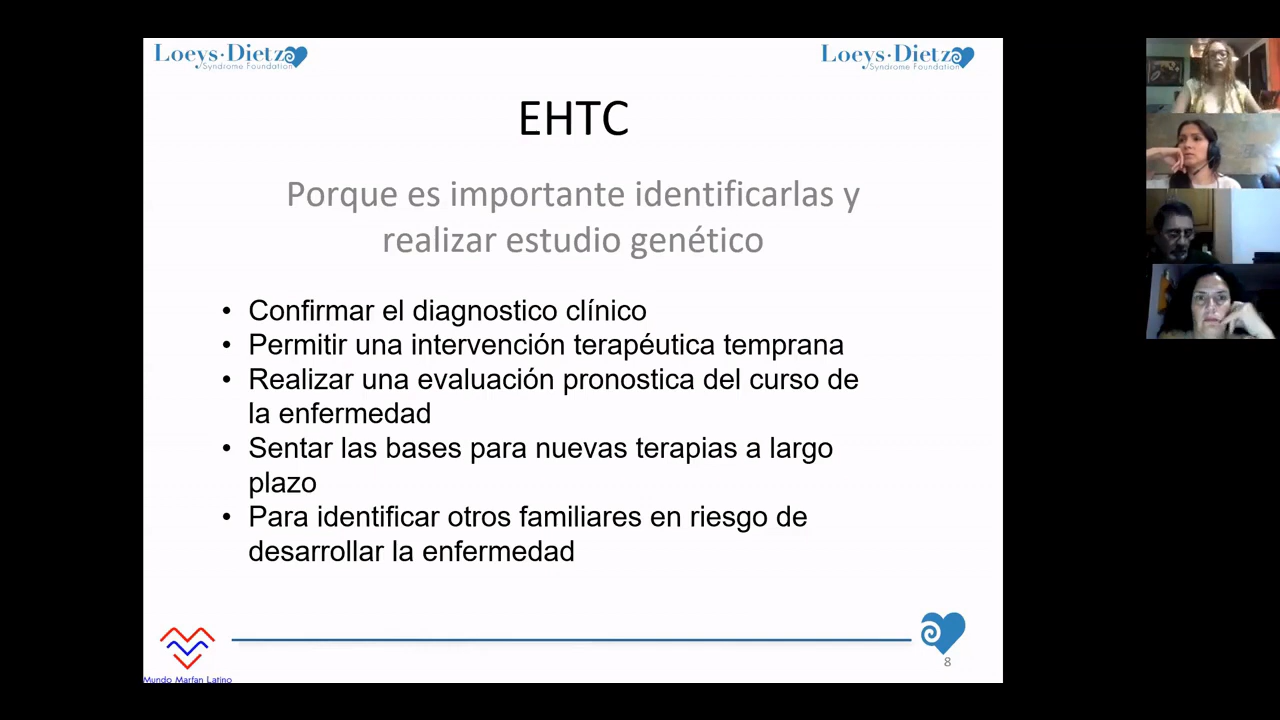 Loeys·Dietz
Syndrome Foundation
Loeys·Dietz
Syndrome Foundation
EHTC
Porque es importante identificarlas y
realizar estudio genético
• Confirmar el diagnostico clínico
• Permitir una intervención terapéutica temprana
• Realizar una evaluación pronostica del curso de
la enfermedad
• Sentar las bases para nuevas terapias a largo
plazo
• Para identificar otros familiares en riesgo de
desarrollar la enfermedad
8
Mundo Marfan Latino